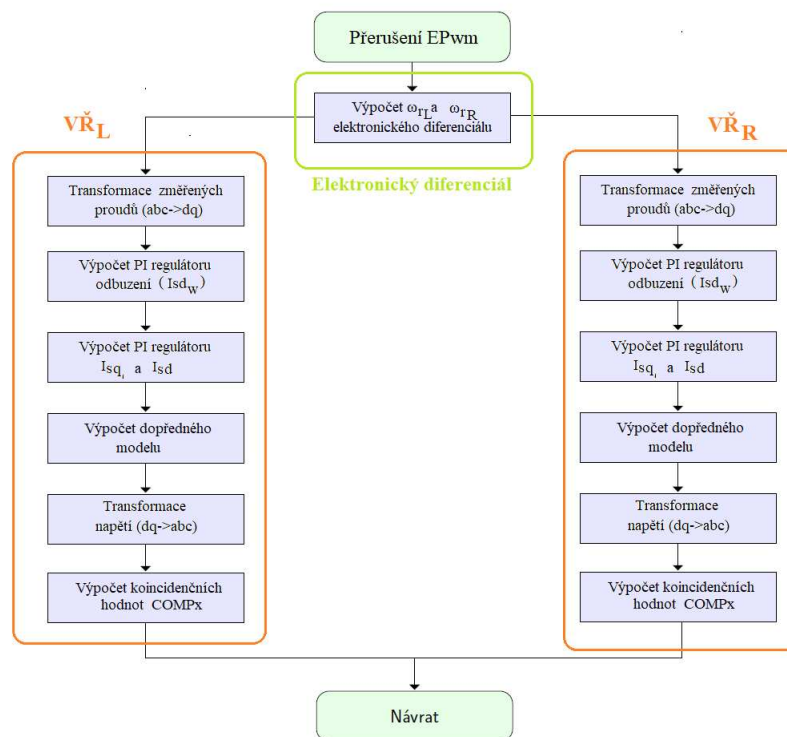 Přerušení EPwm
Výpočet ωrL a ωrR
elektronického diferenciálu
Elektronický diferenciál
VŘL
Transformace změřených
proudů (abc->dq)
Výpočet PI regulátoru
odbuzení (Isdw)
Výpočet PI regulátoru
Isq, a Isd
Výpočet dopředného
modelu
Transformace
napětí (dq->abc)
Výpočet koincidenčních
hodnot COMPx
VŘR
Transformace změřených
proudů (abc->dq)
Výpočet PI regulátoru
odbuzení (Isdw)
Výpočet PI regulátoru
Isq, a Isd
Výpočet dopředného
modelu
Transformace
napětí (dq->abc)
Výpočet koincidenčních
hodnot COMPx
Návrat